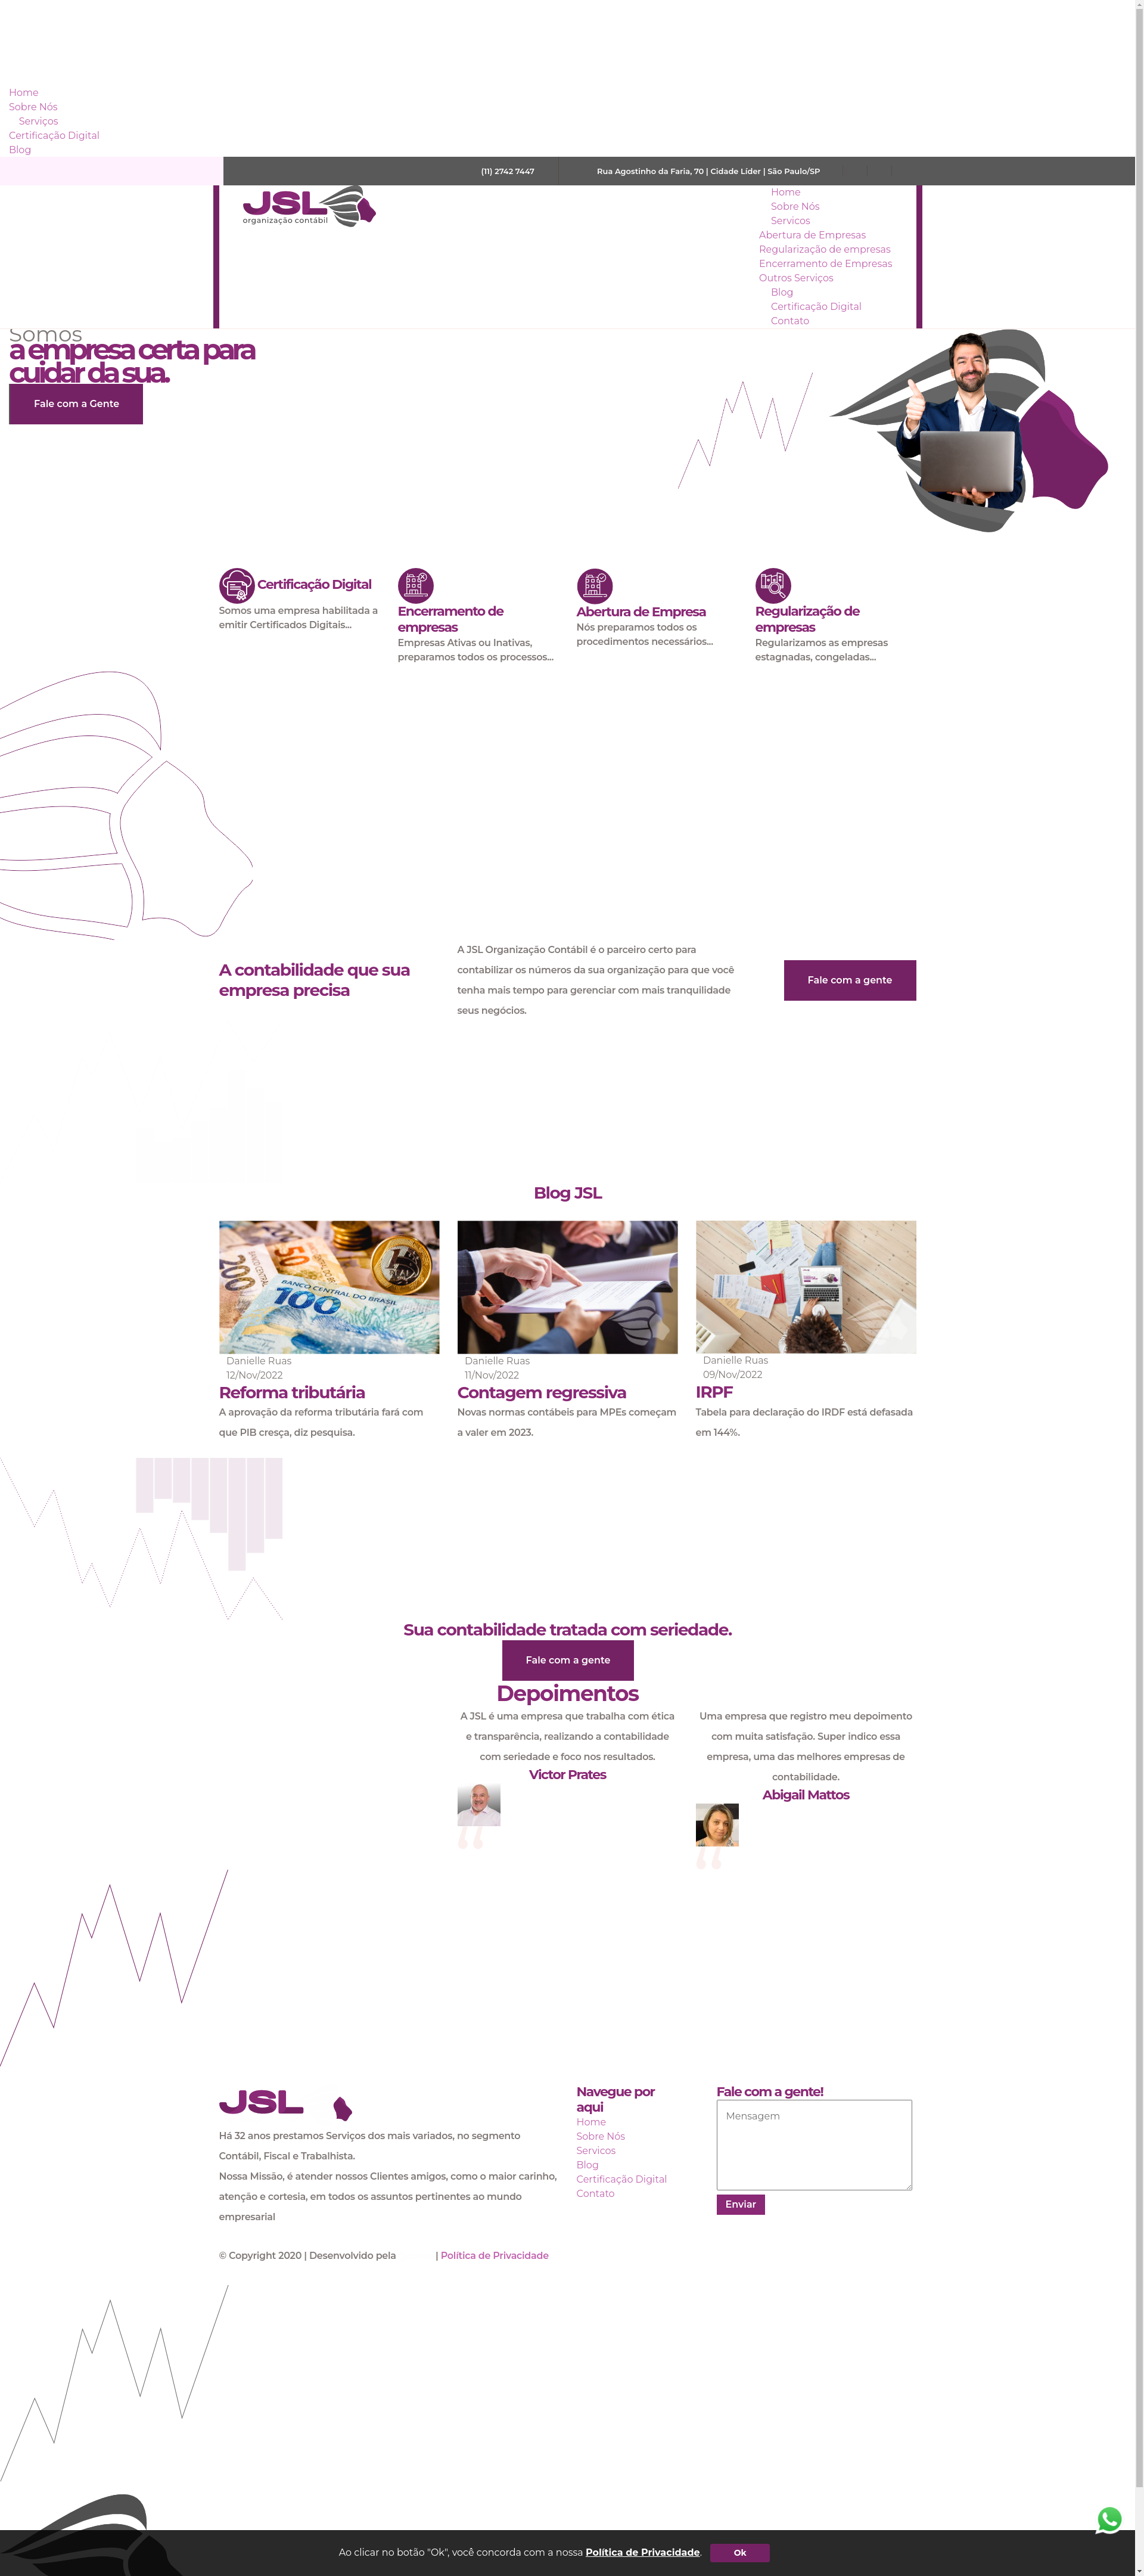 Home
Sobre Nós
Serviços
Certificação Digital
Blog
(11) 2742 7447
Rua Agostinho da Faria, 70 | Cidade Líder | São Paulo/SP
JSL
organização contábil
Home
Sobre Nós
Servicos
Abertura de Empresas
Regularização de empresas
Encerramento de Empresas
Outros Serviços
Blog
Certificação Digital
Contato
Somos
a empresa certa para
cuidar da sua.
Fale com a Gente
Certificação Digital
Somos uma empresa habilitada a
emitir Certificados Digitais...
Encerramento de
empresas
Empresas Ativas ou Inativas,
preparamos todos os processos...
Abertura de Empresa
Nós preparamos todos os
procedimentos necessários...
Regularização de
empresas
Regularizamos as empresas
estagnadas, congeladas...
A contabilidade que sua
empresa precisa
A JSL Organização Contábil é o parceiro certo para
contabilizar os números da sua organização para que você
tenha mais tempo para gerenciar com mais tranquilidade
seus negócios.
Fale com a gente
Blog JSL
BANCO CENTRAL DO BRASIL
100
50
Danielle Ruas
12/Nov/2022
Reforma tributária
A aprovação da reforma tributária fará com
que PIB cresça, diz pesquisa.
Danielle Ruas
11/Nov/2022
Contagem regressiva
Novas normas contábeis para MPEs começam
a valer em 2023.
Danielle Ruas
09/Nov/2022
IRPF
Tabela para declaração do IRDF está defasada
em 144%.
Sua contabilidade tratada com seriedade.
Fale com a gente
Depoimentos
A JSL é uma empresa que trabalha com ética
e transparência, realizando a contabilidade
com seriedade e foco nos resultados.
Victor Prates
Uma empresa que registro meu depoimento
com muita satisfação. Super indico essa
empresa, uma das melhores empresas de
contabilidade.
Abigail Mattos
JSL
Há 32 anos prestamos Serviços dos mais variados, no segmento
Contábil, Fiscal e Trabalhista.
Nossa Missão, é atender nossos Clientes amigos, como o maior carinho,
atenção e cortesia, em todos os assuntos pertinentes ao mundo
empresarial
Navegue por
aqui
Home
Sobre Nós
Servicos
Blog
Certificação Digital
Contato
Fale com a gente!
Mensagem
Enviar
© Copyright 2020 | Desenvolvido pela | Política de Privacidade
Ao clicar no botão "Ok", você concorda com a nossa Política de Privacidade.
Ok